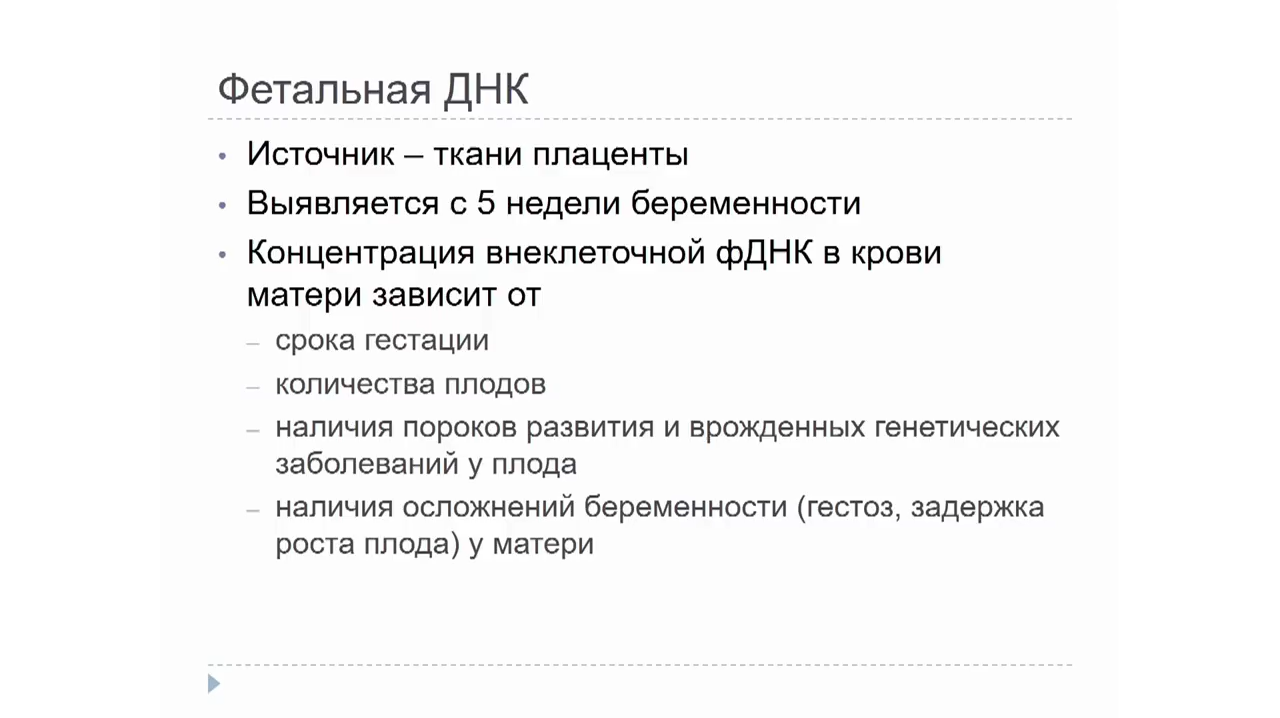 Фетальная ДНК
• Источник – ткани плаценты
• Выявляется с 5 недели беременности
• Концентрация внеклеточной фДНК в крови
матери зависит от
– срока гестации
– количества плодов
– наличия пороков развития и врожденных генетических
заболеваний у плода
– наличия осложнений беременности (гестоз, задержка
роста плода) у матери